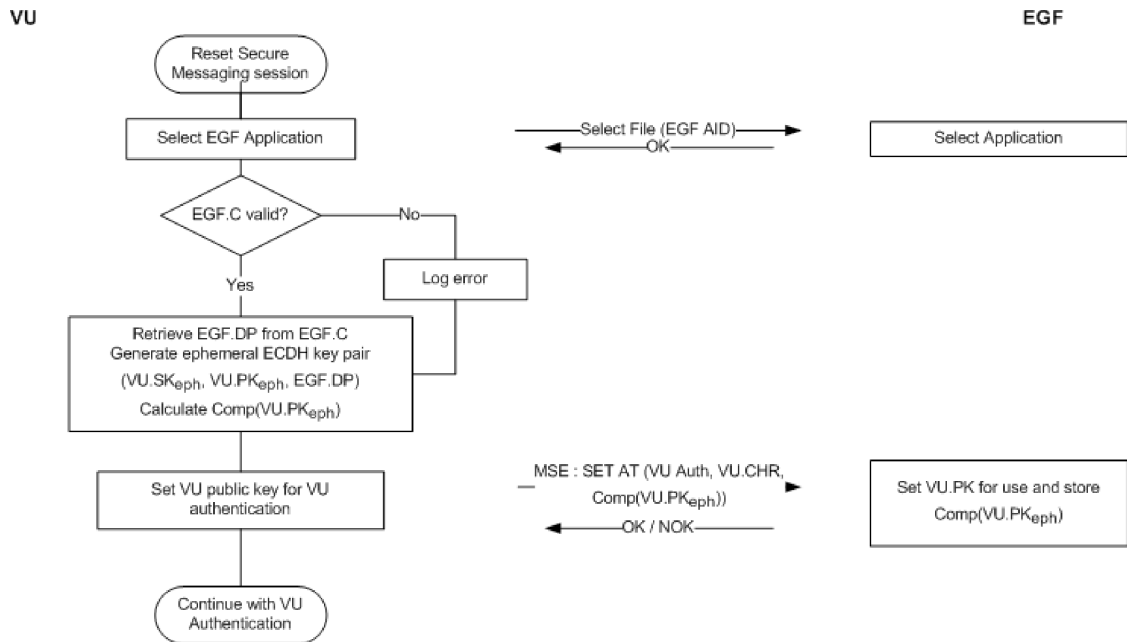 VU
EGF
Reset Secure
Messaging session
Select EGF Application
Select File (EGF AID)
OK
Select Application
EGF.C valid?
No
Log error
Yes
Retrieve EGF.DP from EGF.C
Generate ephemeral ECDH key pair
(VU.SKeph, VU.PKeph, EGF.DP)
Calculate Comp(VU.PKeph)
Set VU public key for VU
authentication
MSE : SET AT (VU Auth, VU.CHR,
Comp(VU.PKeph))
OK / NOK
Set VU.PK for use and store
Comp(VU.PKeph)
Continue with VU
Authentication